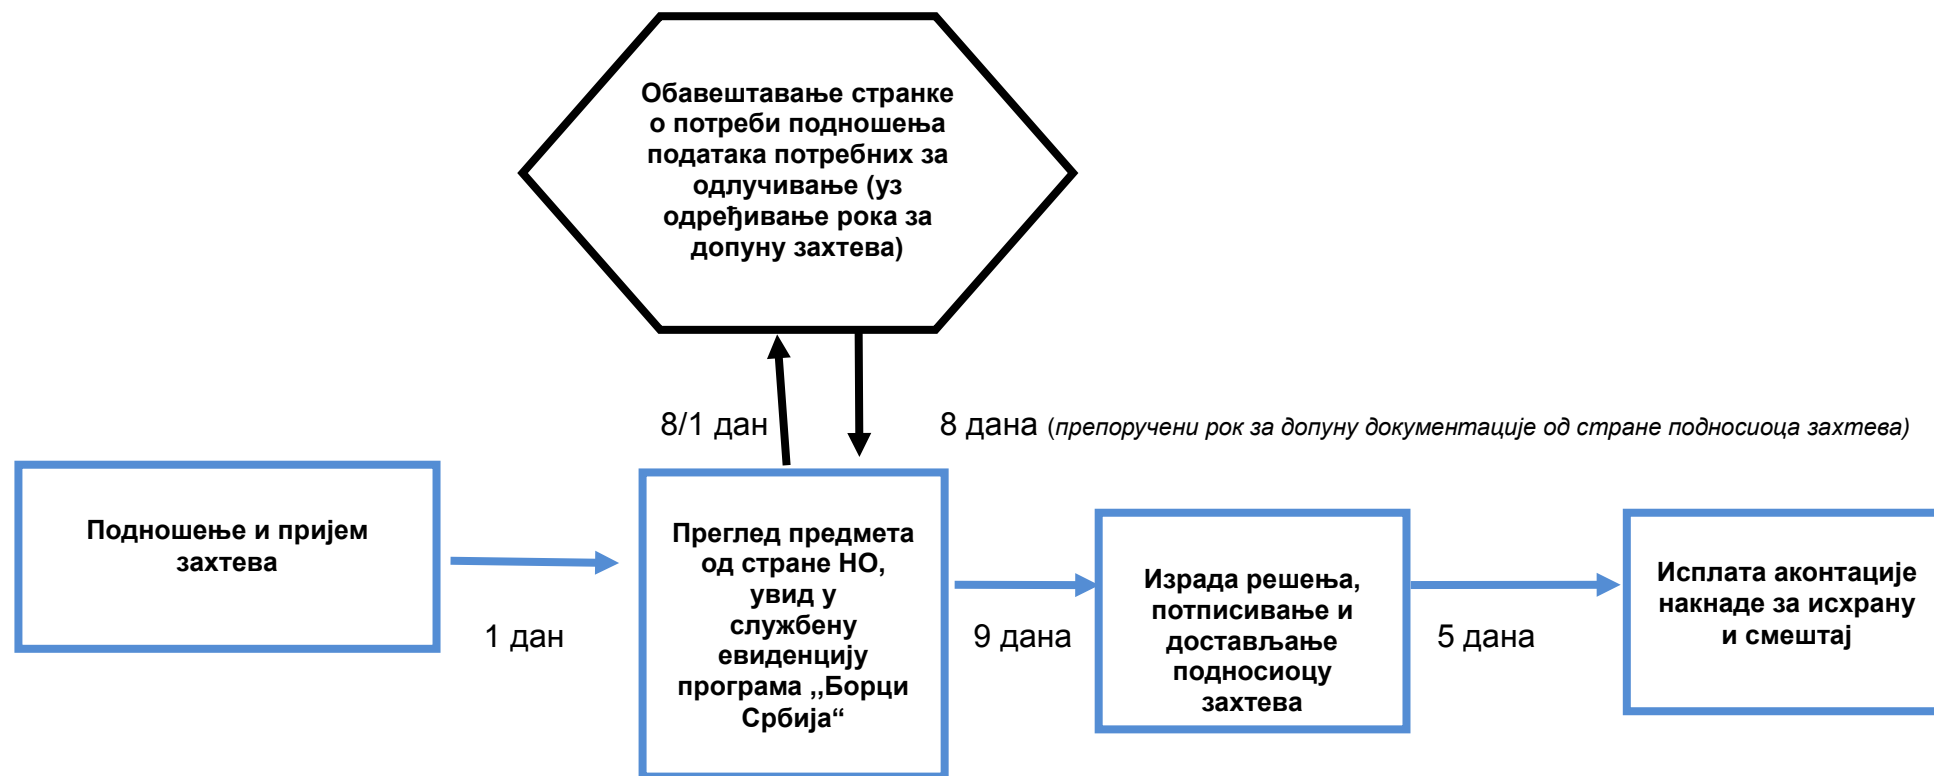 Обавештавање странке
о потреби подношења
података потребних за
одлучивање (уз
одређивање рока за
допуну захтева)
8/1 дан
8 дана (препоручени рок за допуну документације од стране подносиоца захтева)
Подношење и пријем
захтева
1 дан
Преглед предмета
од стране НО,
увид у
службену
евиденцију
програма ,,Борци
Србија“
9 дана
Израда решења,
потписивање и
достављање
подносиоцу
захтева
5 дана
Исплата аконтације
накнаде за исхрану
и смештај